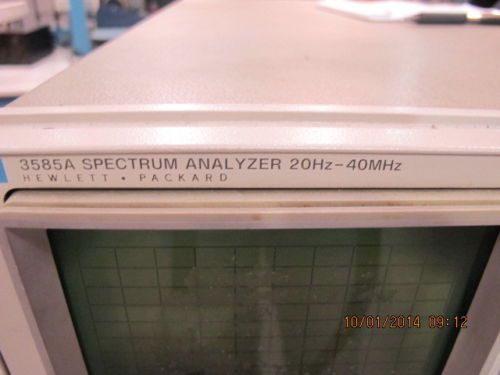 3585A SPECTRUM ANALYZER 20Hz-40MHz
HEWLETT • PACKARD
10/01/2014 09:12